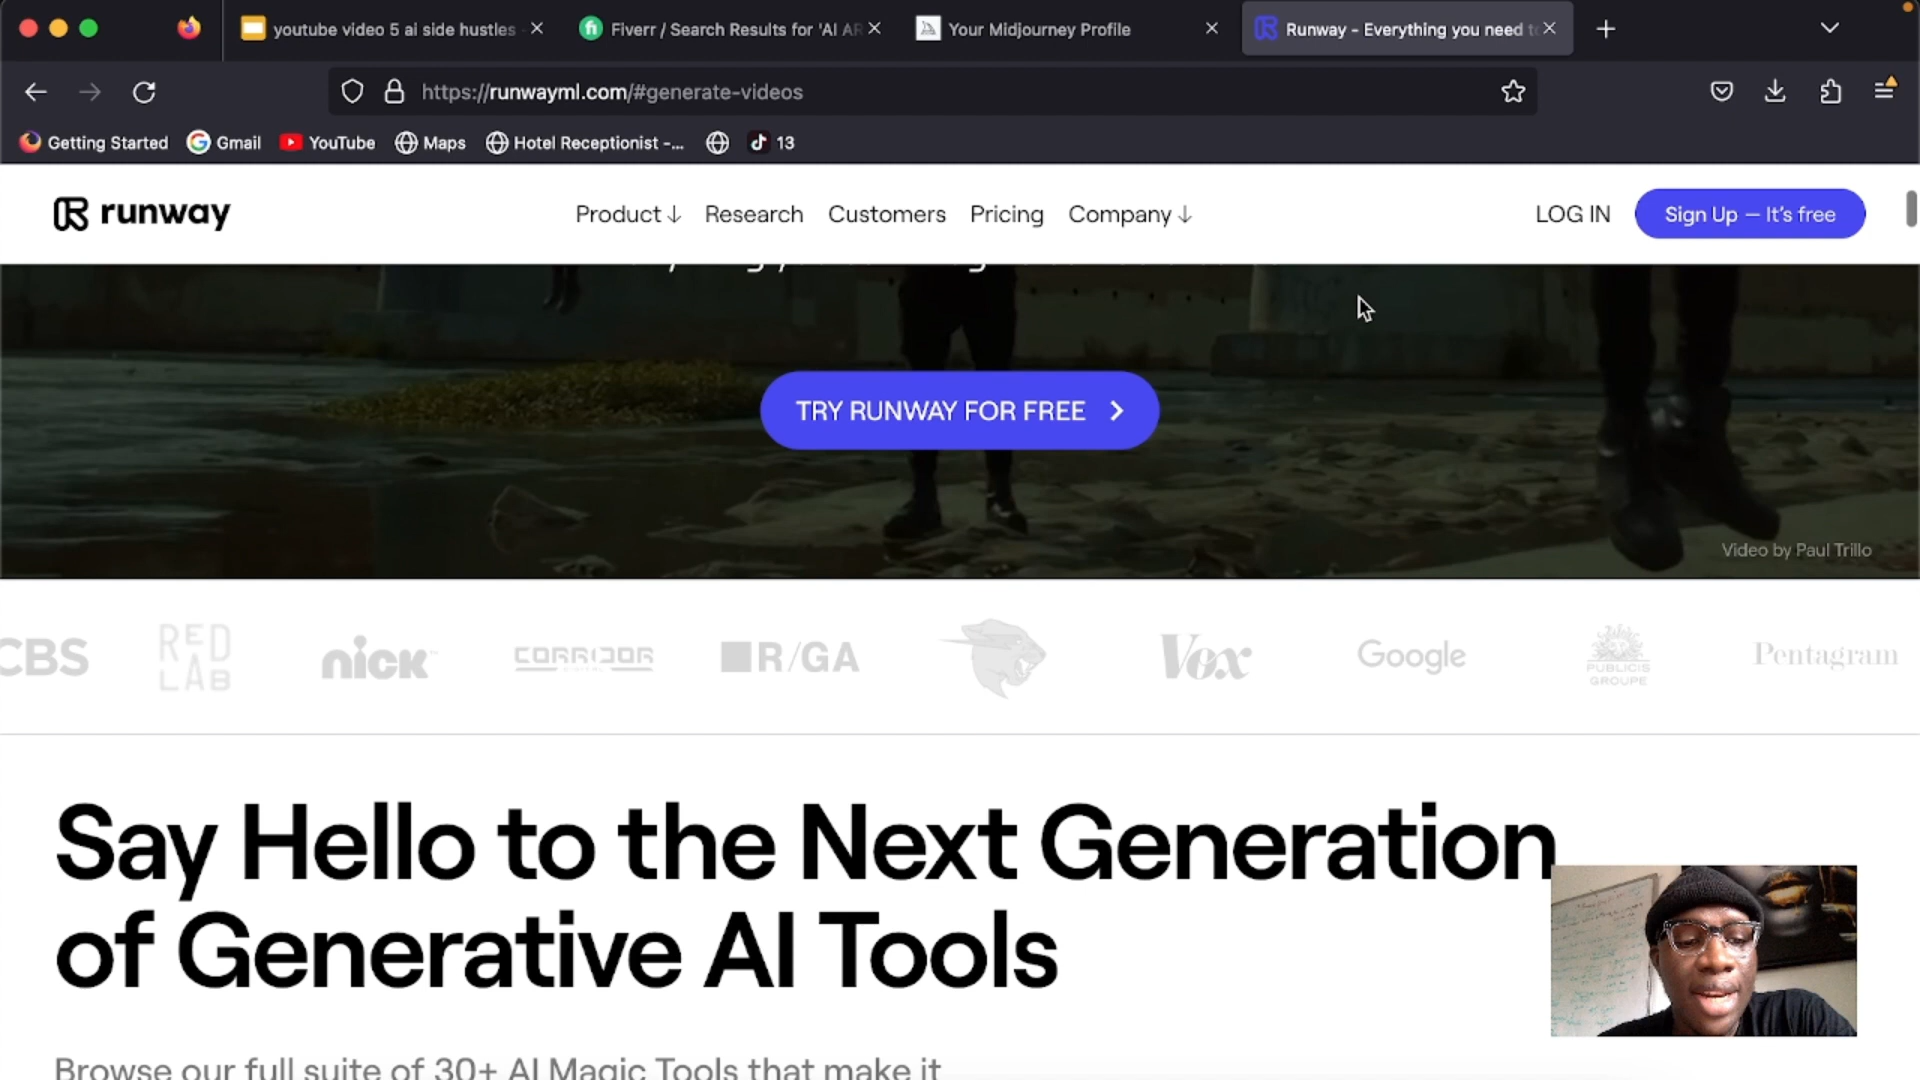 youtube video 5 ai side hustles
Fiverr / Search Results for 'AI AR
Your Midjourney Profile
Runway - Everything you need to
https://runwayml.com/#generate-videos
Getting Started
Gmail
YouTube
Maps
Hotel Receptionist -...
13
runway
Product ↓
Research
Customers
Pricing
Company ↓
LOG IN
Sign Up — It's free
TRY RUNWAY FOR FREE
Video by Paul Trillo
CBS
RED
LAB
nick
CORRIDOR
DIGITAL
R/GA
Vox
Google
PUBLICIS
GROUPE
Pentagram
Say Hello to the Next Generation
of Generative AI Tools
Browse our full suite of 30+ AI Magic Tools that make it